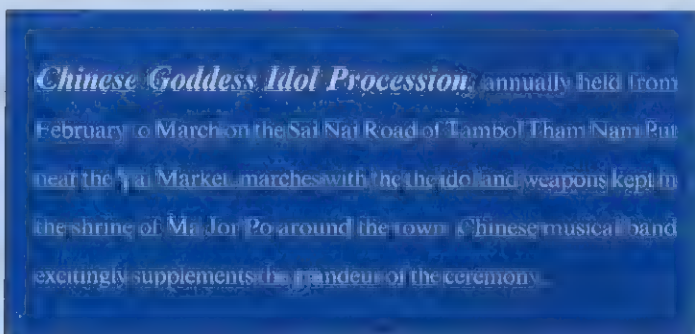 Chinese Goddess Idol Procession, annually held from
February to March on the Sai Nai Road of Tambol Tham Nam Put
near the Market marches with the the idol and weapons kept in
the shrine of Ma Jor Po around the town. Chinese musical band
excitingly supplements the grandeur of the ceremony.